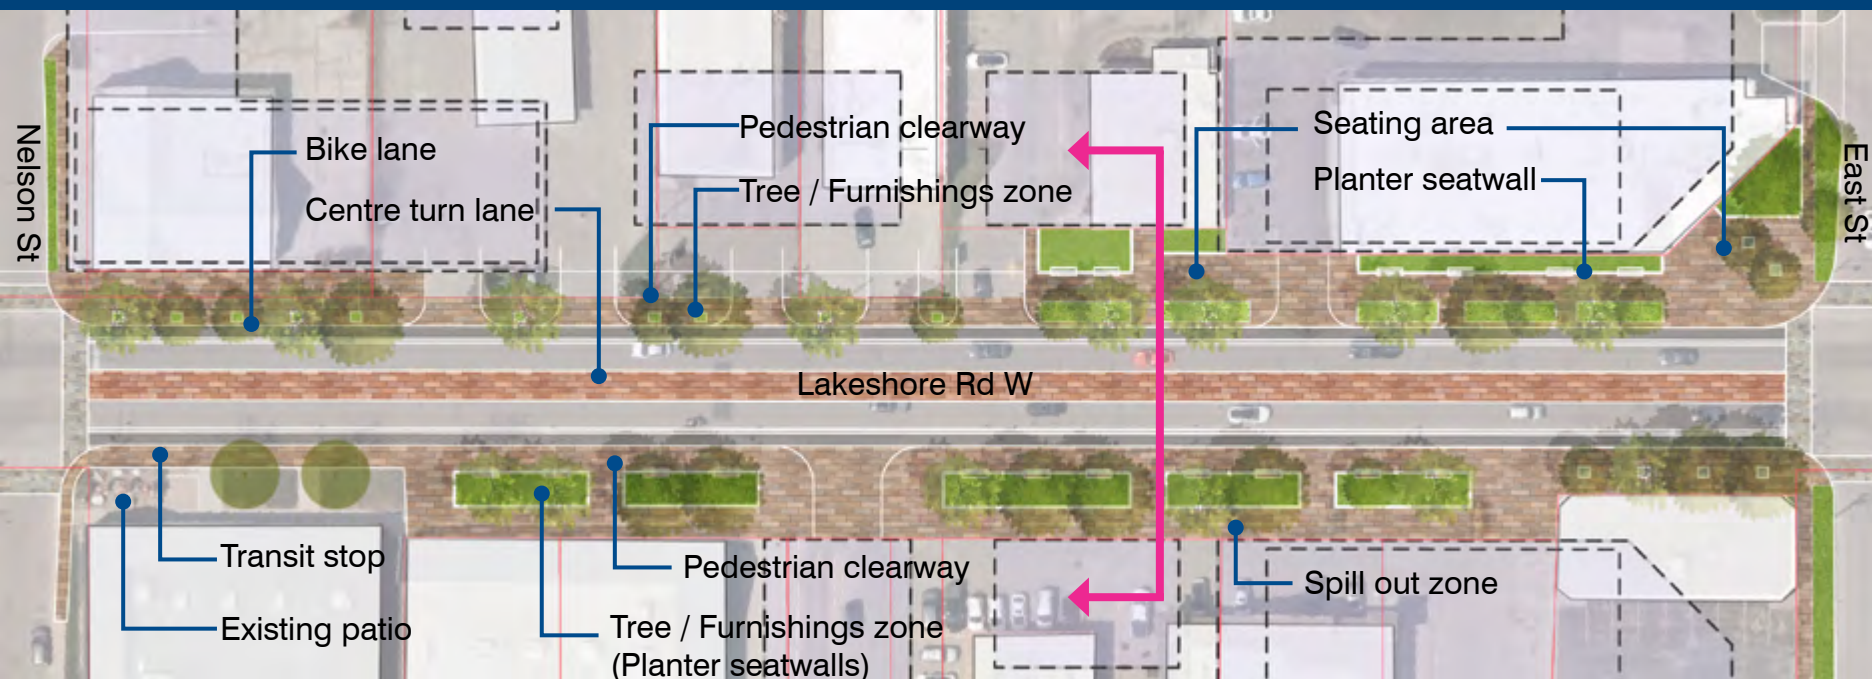 Nelson St
Bike lane
Centre turn lane
Pedestrian clearway
Tree / Furnishings zone
Seating area
Planter seatwall
East St
Lakeshore Rd W
Transit stop
Existing patio
Pedestrian clearway
Tree / Furnishings zone
(Planter seatwalls)
Spill out zone